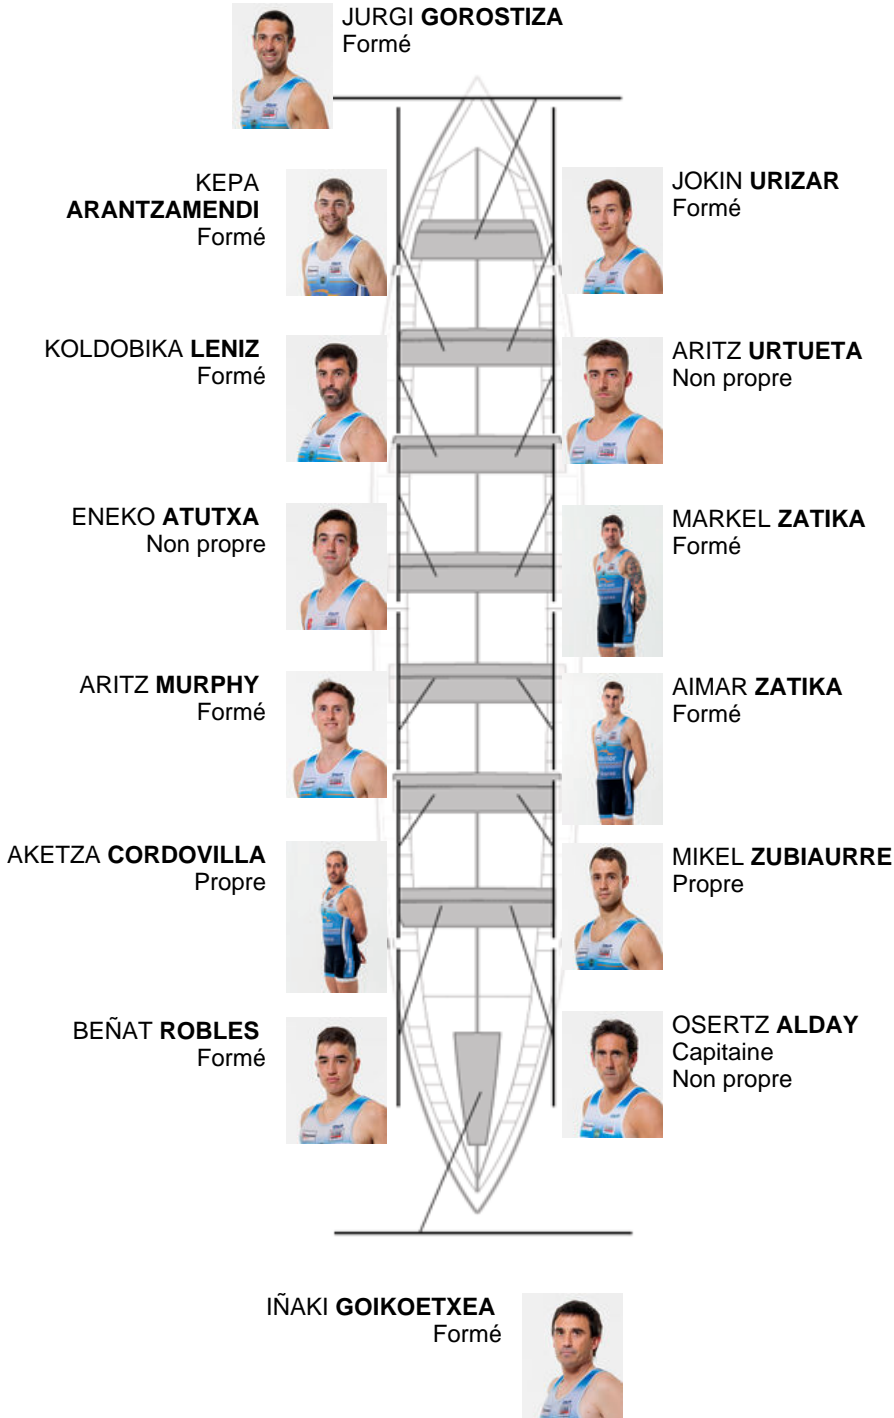 JURGI GOROSTIZA
Formé
KEPA
ARANTZAMENDI
Formé
JOKIN URIZAR
Formé
KOLDOBIKA LENIZ
Formé
ARITZ URTUETA
Non propre
ENEKO ATUTXA
Non propre
MARKEL ZATIKA
Formé
ARITZ MURPHY
Formé
AIMAR ZATIKA
Formé
AKETZA CORDOVILLA
Propre
MIKEL ZUBIAURRE
Propre
BEÑAT ROBLES
Formé
OSERTZ ALDAY
Capitaine
Non propre
IÑAKI GOIKOETXEA
Formé